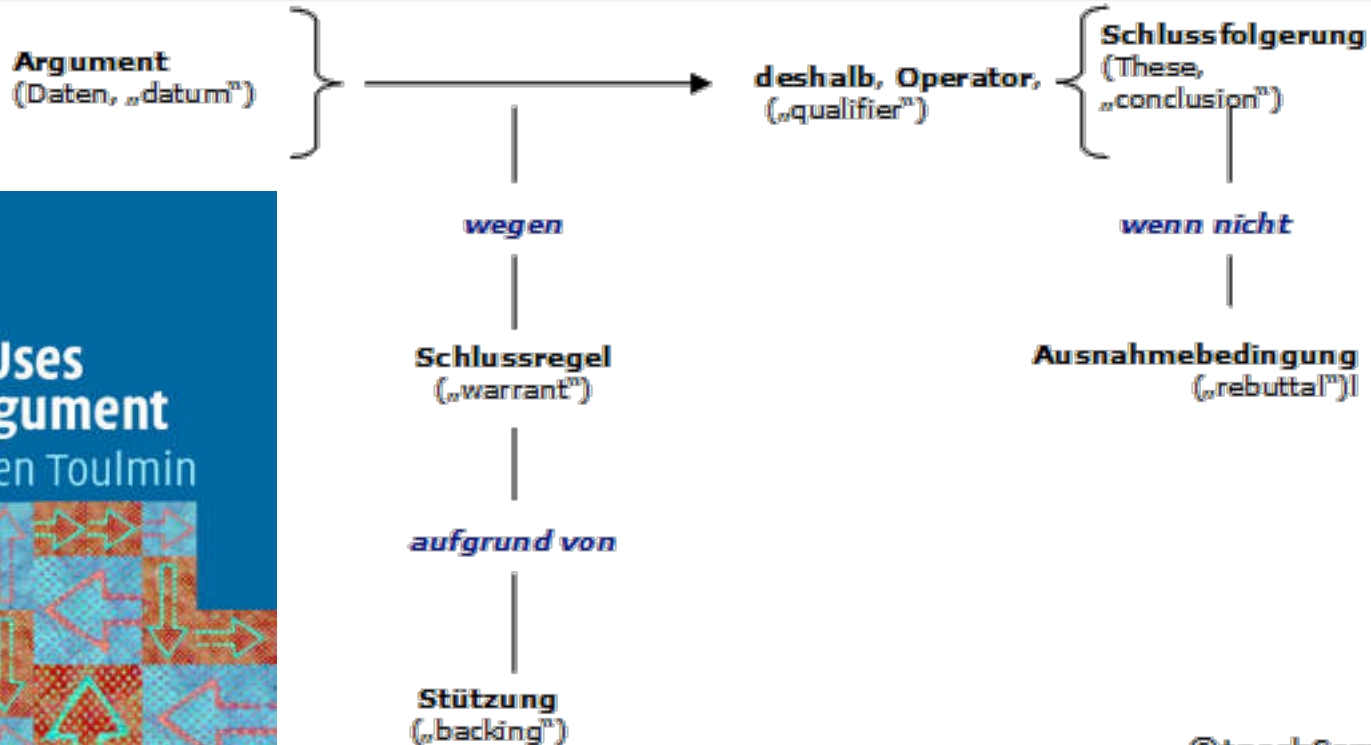 Argument
(Daten, „datum")
deshalb, Operator,
(„qualifier")
Schlussfolgerung
(These,
„conclusion")
wegen
wenn nicht
Schlussregel
(„warrant")
Ausnahmebedingung
(„rebuttal")l
aufgrund von
Stützung
(„backing")
Uses
gument
en Toulmin